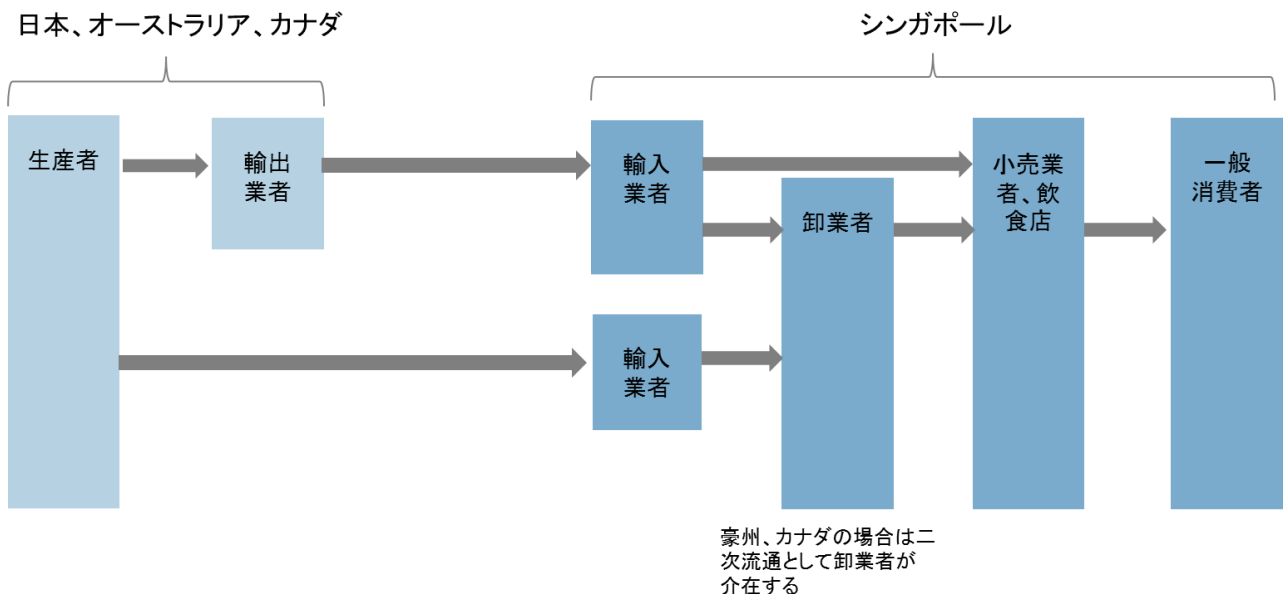 日本、オーストラリア、カナダ
シンガポール
生産者
輸出
業者
輸入
業者
卸業者
小売業
者、飲
食店
一般
消費者
輸入
業者
豪州、カナダの場合は二
次流通として卸業者が
介在する